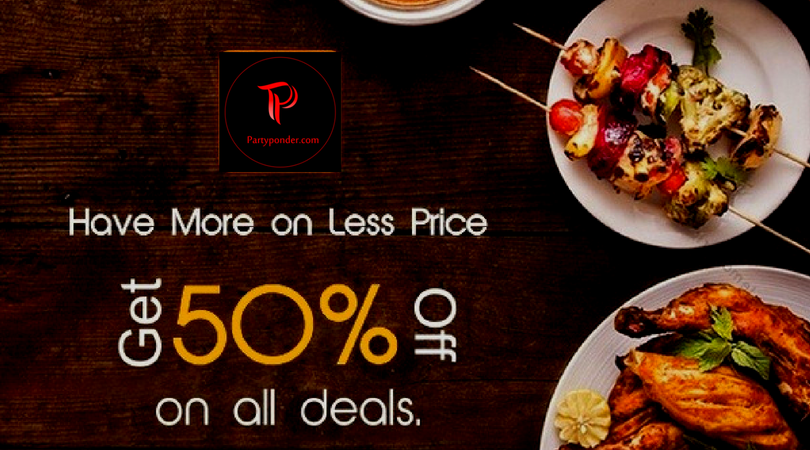 Partyponder.com
Have More on Less Price
Get 50% Off
on all deals.